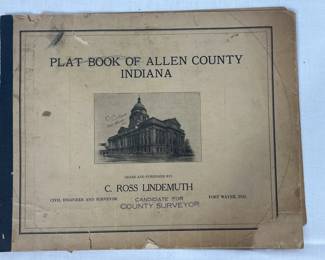 PLAT BOOK OF ALLEN COUNTY
INDIANA
C. ROSS LINDEMUTH
CIVIL ENGINEER AND SURVEYOR
CANDIDATE FOR
FORT WAYNE, IND.
COUNTY SURVEYOR